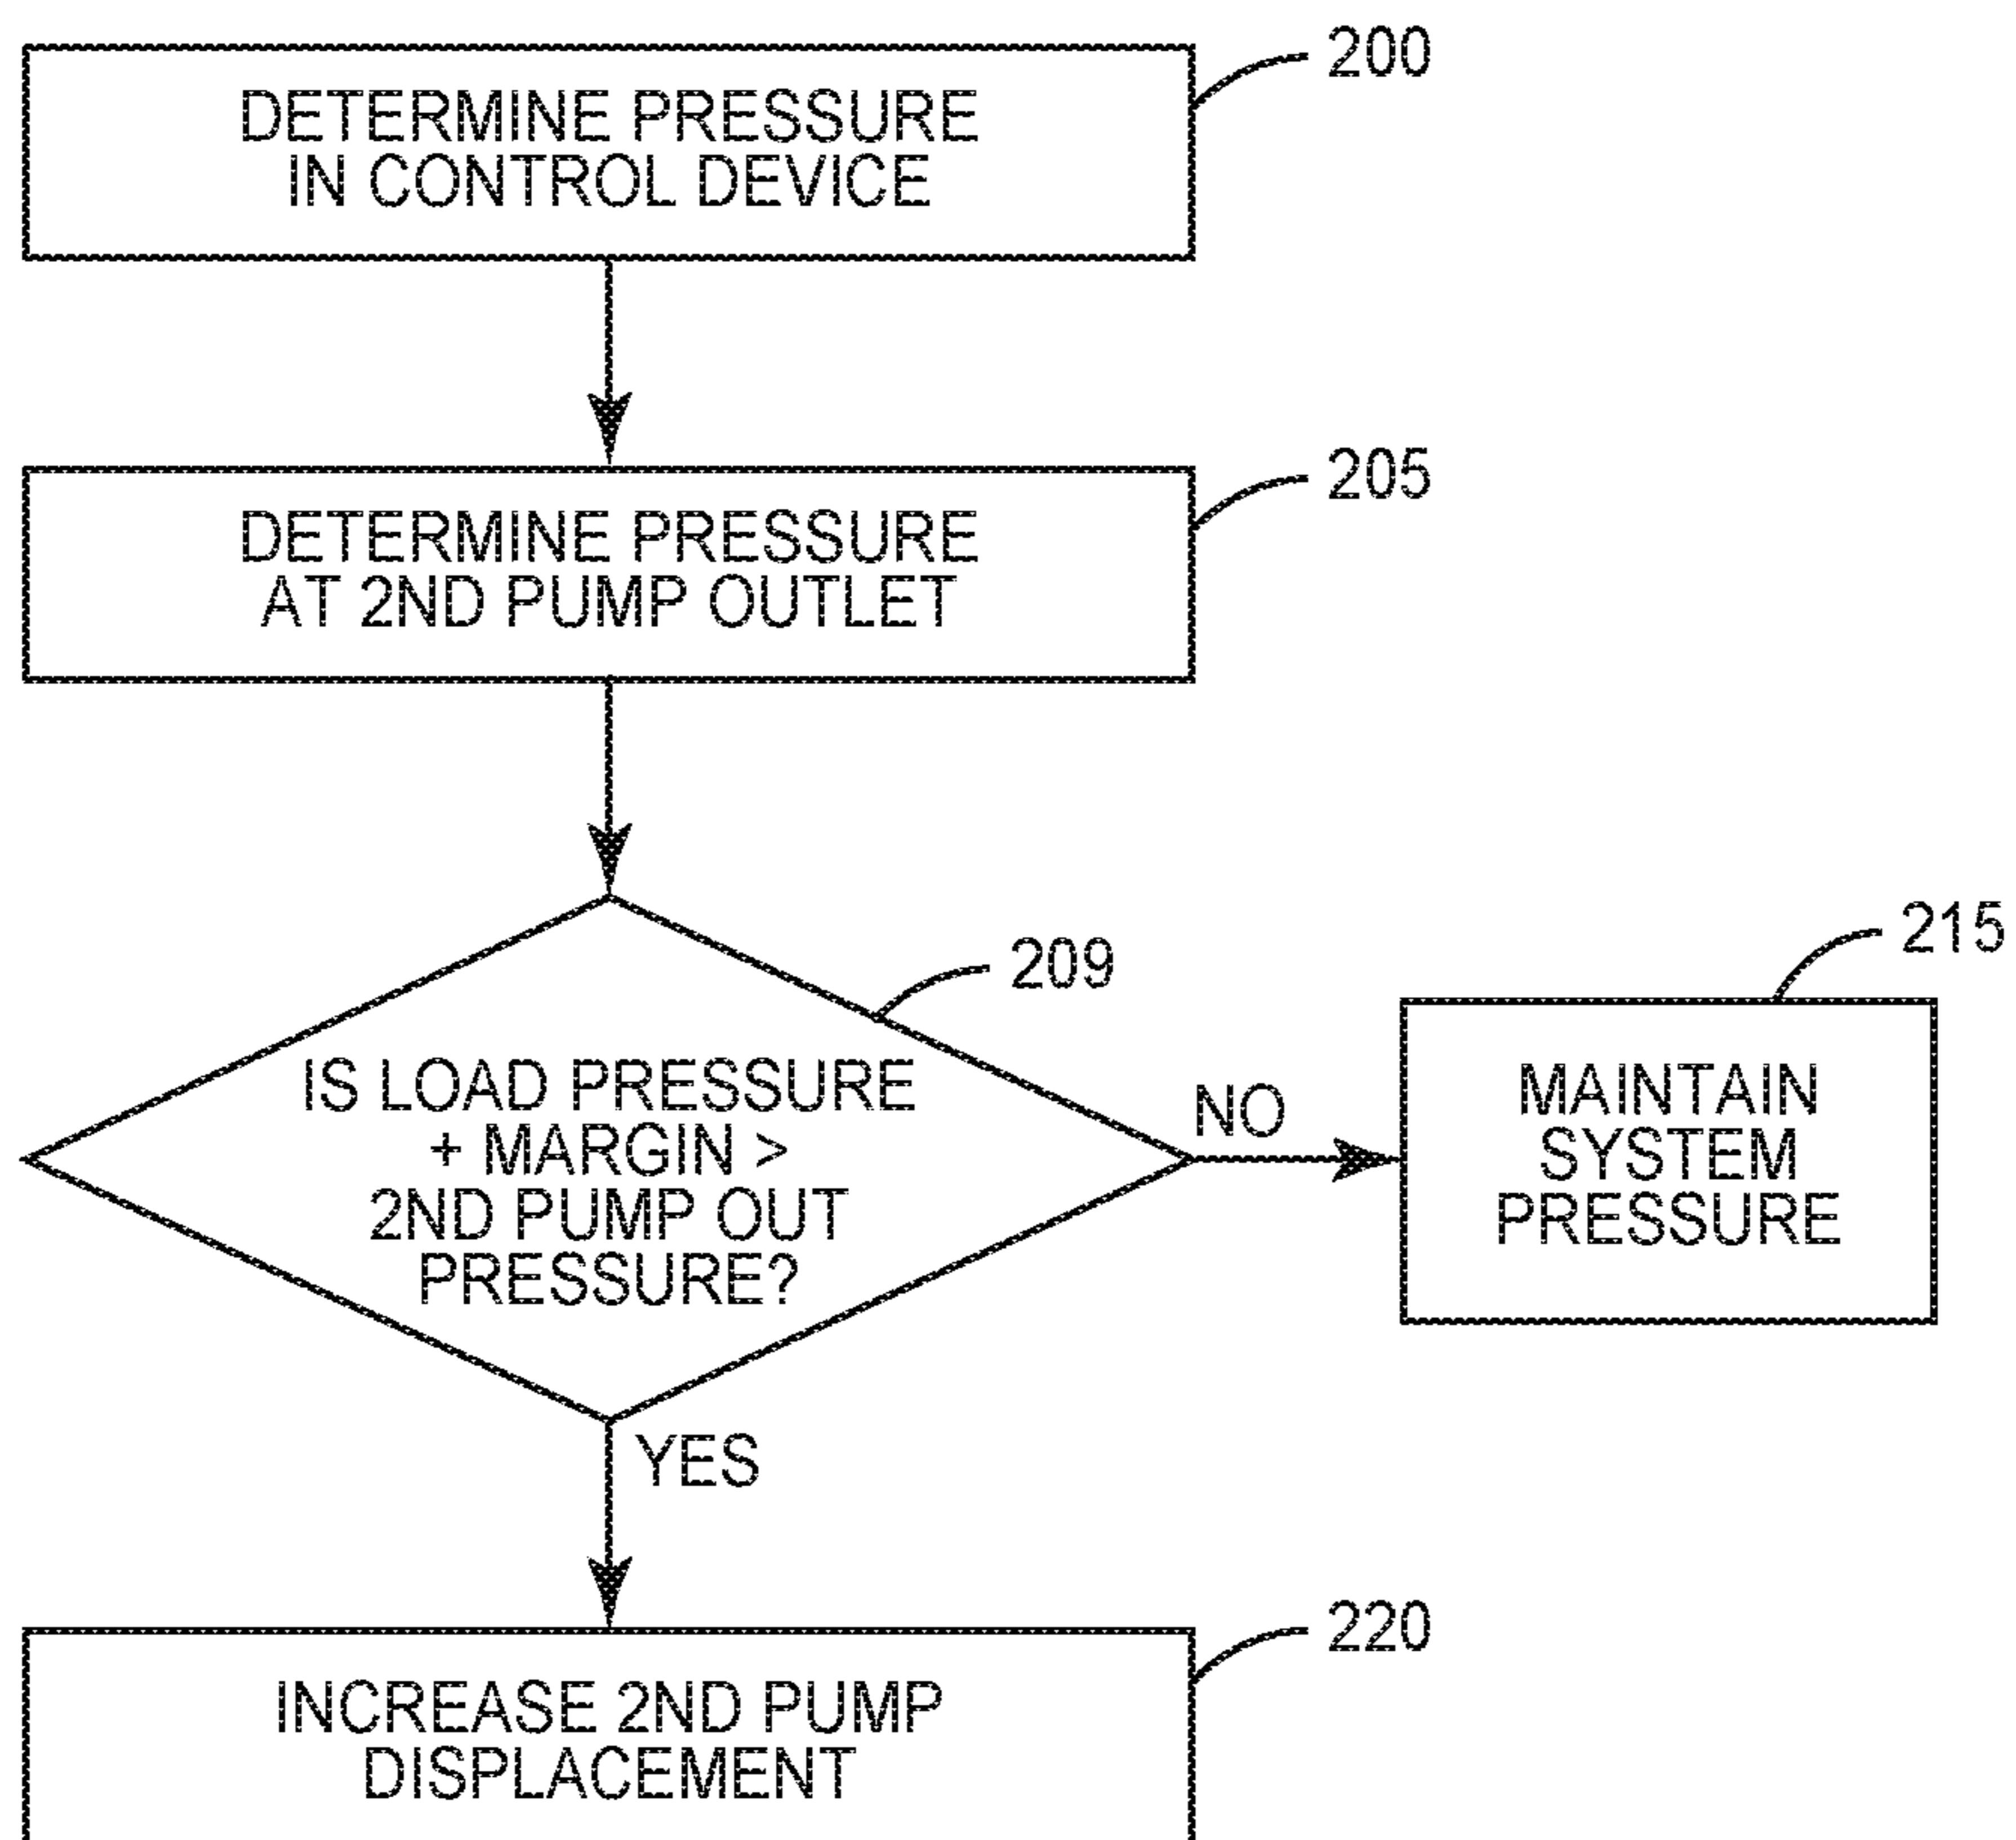 200
DETERMINE PRESSURE
IN CONTROL DEVICE
205
DETERMINE PRESSURE
AT 2ND PUMP OUTLET
209
IS LOAD PRESSURE
+ MARGIN >
2ND PUMP OUT
PRESSURE?
NO
215
MAINTAIN
SYSTEM
PRESSURE
YES
220
INCREASE 2ND PUMP
DISPLACEMENT